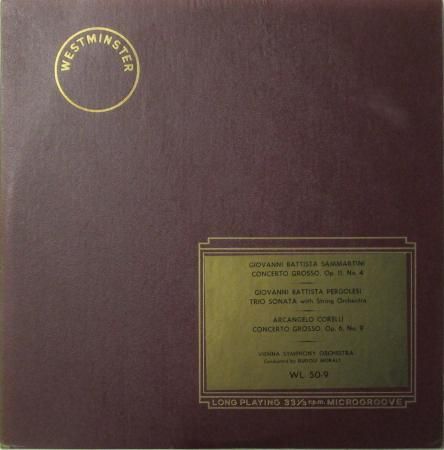 WESTMINSTER
GIOVANNI BATTISTA SAMMARTINI
CONCERTO GROSSO, Op. 11, No. 4
GIOVANNI BATTISTA PERGOLESI
TRIO SONATA with String Orchestra
ARCANGELO CORELLI
CONCERTO GROSSO, Op. 6, No. 9
VIENNA SYMPHONY ORCHESTRA
Conducted by RUDOLF MORALT
WL 50-9
LONG PLAYING 33⅓ r.p.m. MICROGROOVE